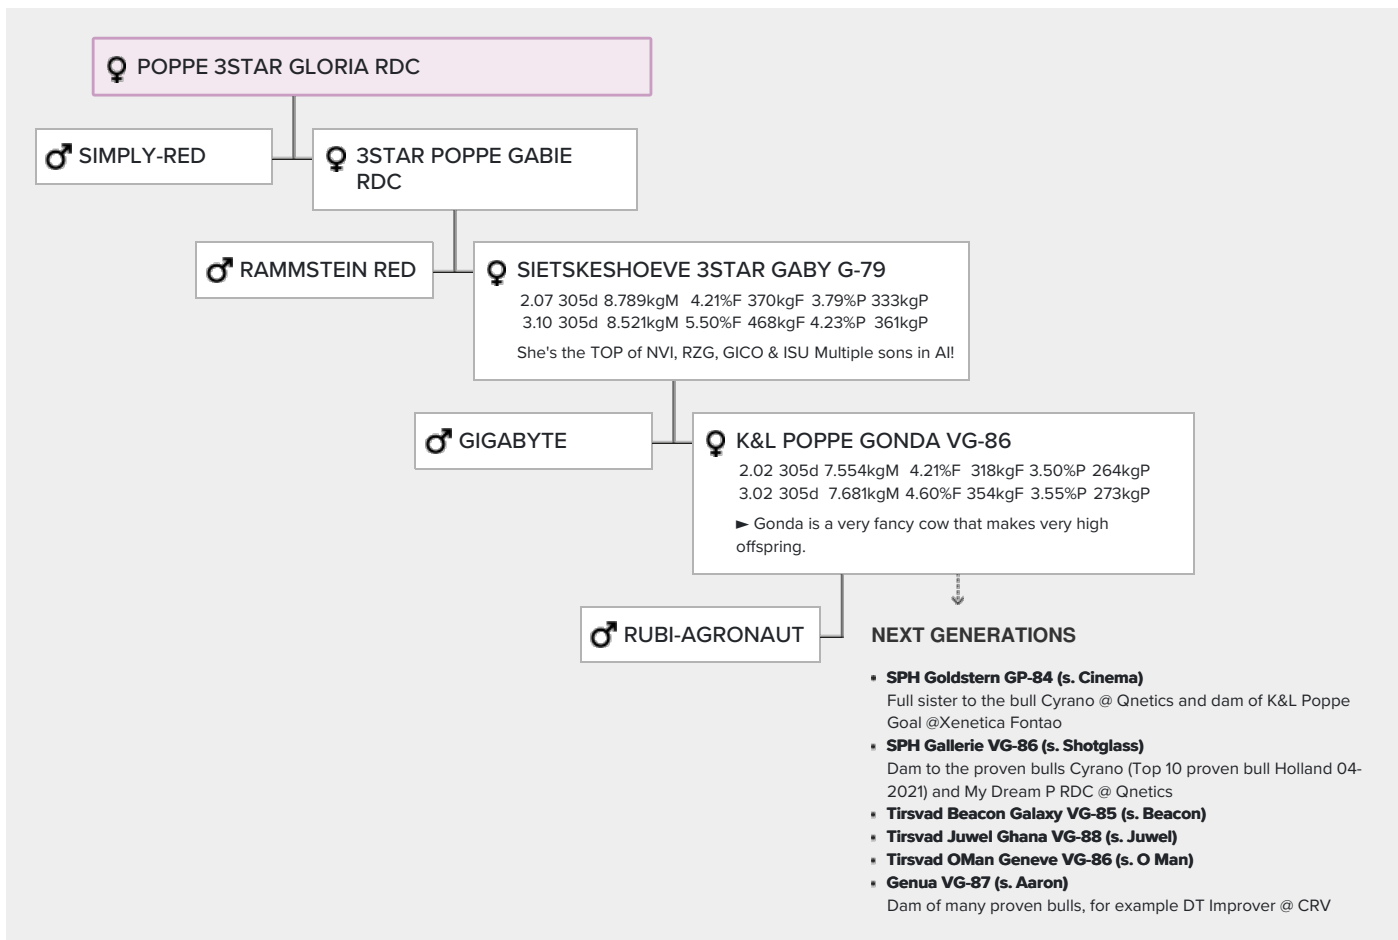 POPPE 3STAR GLORIA RDC
SIMPLY-RED
3STAR POPPE GABIE
RDC
RAMMSTEIN RED
SIETSKESHOEVE 3STAR GABY G-79
2.07 305d 8.789kgM 4.21%F 370kgF 3.79%P 333kgP
3.10 305d 8.521kgM 5.50%F 468kgF 4.23%P 361kgP
She's the TOP of NVI, RZG, GICO & ISU Multiple sons in AI!
GIGABYTE
K&L POPPE GONDA VG-86
2.02 305d 7.554kgM 4.21%F 318kgF 3.50%P 264kgP
3.02 305d 7.681kgM 4.60%F 354kgF 3.55%P 273kgP
► Gonda is a very fancy cow that makes very high
offspring.
RUBI-AGRONAUT
NEXT GENERATIONS
▪ SPH Goldstern GP-84 (s. Cinema)
Full sister to the bull Cyrano @ Qnetics and dam of K&L Poppe
Goal @Xenetica Fontao
▪ SPH Gallerie VG-86 (s. Shotglass)
Dam to the proven bulls Cyrano (Top 10 proven bull Holland 04-
2021) and My Dream P RDC @ Qnetics
▪ Tirsvad Beacon Galaxy VG-85 (s. Beacon)
▪ Tirsvad Juwel Ghana VG-88 (s. Juwel)
▪ Tirsvad OMan Geneve VG-86 (s. O Man)
▪ Genua VG-87 (s. Aaron)
Dam of many proven bulls, for example DT Improver @ CRV